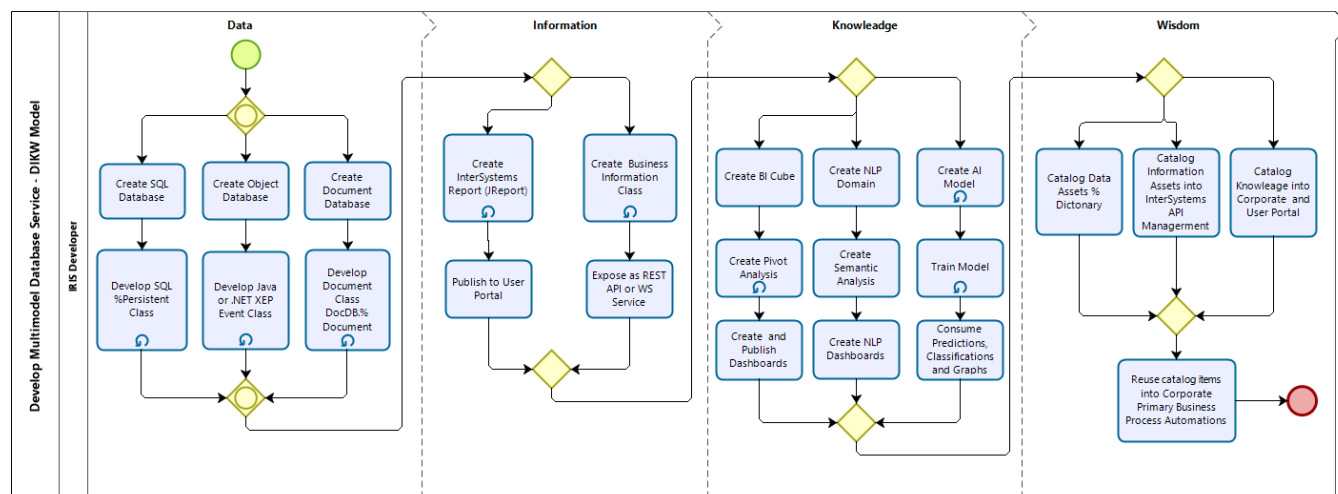 Develop Multimodel Database Service - DIKW Model
IRIS Developer
Data
Information
Knowleadge
Wisdom
Create SQL
Database
Create Object
Database
Create
Document
Database
Develop SQL
%Persistent
Class
Develop Java
or .NET XEP
Event Class
Develop
Document
Class
DocDB.%
Document
Create
InterSystems
Report (JReport)
Create Business
Information
Class
Publish to User
Portal
Expose as REST
API or WS
Service
Create BI Cube
Create NLP
Domain
Create AI
Model
Create Pivot
Analysis
Create
Semantic
Analysis
Train Model
Create and
Publish
Dashboards
Create NLP
Dashboards
Consume
Predictions,
Classifications
and Graphs
Catalog Data
Assets %
Dictonary
Catalog
Information
Assets into
InterSystems
API
Managerment
Catalog
Knowleage into
Corporate and
User Portal
Reuse catalog items
into Corporate
Primary Business
Process Automations